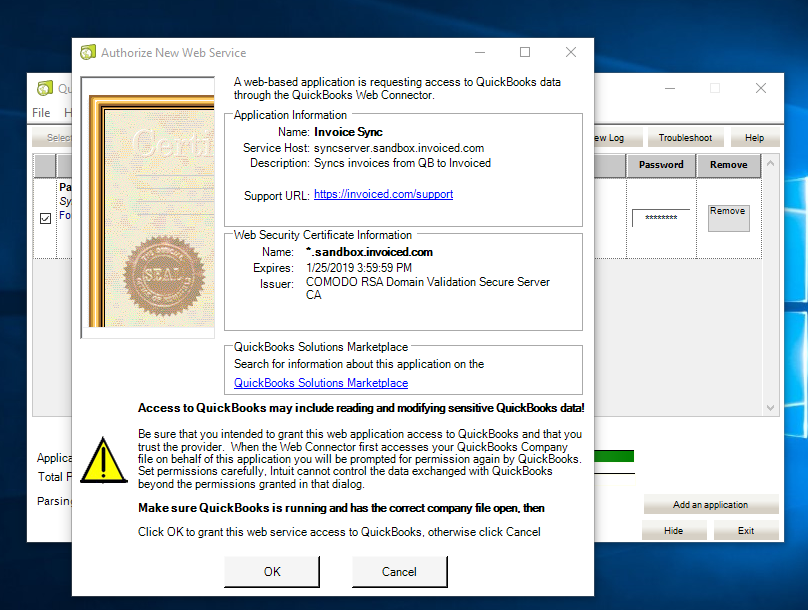 Authorize New Web Service
A web-based application is requesting access to QuickBooks data
through the QuickBooks Web Connector.
Application Information
Name: Invoice Sync
Service Host: syncserver.sandbox.invoiced.com
Description: Syncs invoices from QB to Invoiced
Support URL: https://invoiced.com/support
Web Security Certificate Information
Name: *.sandbox.invoiced.com
Expires: 1/25/2019 3:59:59 PM
Issuer: COMODO RSA Domain Validation Secure Server
CA
QuickBooks Solutions Marketplace
Search for information about this application on the
QuickBooks Solutions Marketplace
Access to QuickBooks may include reading and modifying sensitive QuickBooks data!
Be sure that you intended to grant this web application access to QuickBooks and that you
trust the provider. When the Web Connector first accesses your QuickBooks Company
file on behalf of this application you will be prompted for permission again by QuickBooks.
Set permissions carefully, Intuit cannot control the data exchanged with QuickBooks
beyond the permissions granted in that dialog.
Make sure QuickBooks is running and has the correct company file open, then
Click OK to grant this web service access to QuickBooks, otherwise click Cancel
OK Cancel
Certi
SEAL
Qu
File H
Select
ew Log Troubleshoot Help
Password Remove
Pa
Sy
Fo
******** Remove
Applica
Total P
Parsing
Add an application
Hide Exit